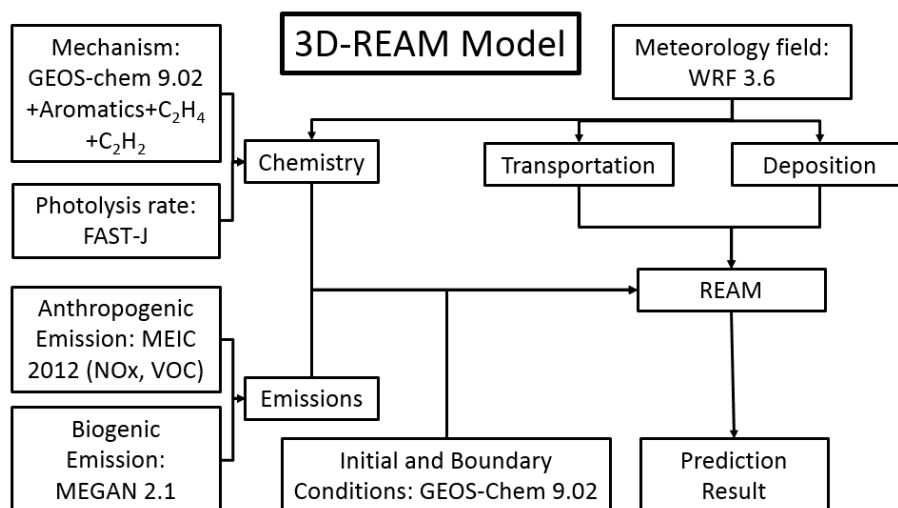 3D-REAM Model
Mechanism:
GEOS-chem 9.02
+Aromatics+C₂H₄
+C₂H₂
Photolysis rate:
FAST-J
Chemistry
Meteorology field:
WRF 3.6
Transportation
Deposition
REAM
Anthropogenic
Emission: MEIC
2012 (NOx, VOC)
Biogenic
Emission:
MEGAN 2.1
Emissions
Initial and Boundary
Conditions: GEOS-Chem 9.02
Prediction
Result